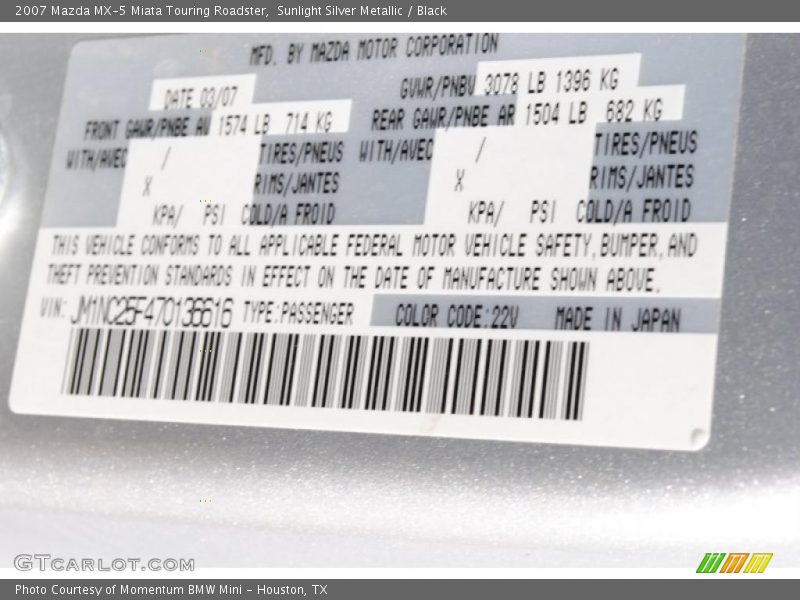 2007 Mazda MX-5 Miata Touring Roadster,  Sunlight Silver Metallic / Black
MFD. BY MAZDA MOTOR CORPORATION
DATE 03/07 GVWR/PNBV 3078 LB 1396 KG
FRONT GAWR/PNBE AV 1574 LB 714 KG REAR GAWR/PNBE AR 1504 LB 682 KG
WITH/AVEC / TIRES/PNEUS WITH/AVEC / TIRES/PNEUS
X RIMS/JANTES X RIMS/JANTES
KPA/ PSI COLD/A FROID KPA/ PSI COLD/A FROID
THIS VEHICLE CONFORMS TO ALL APPLICABLE FEDERAL MOTOR VEHICLE SAFETY, BUMPER, AND
THEFT PREVENTION STANDARDS IN EFFECT ON THE DATE OF MANUFACTURE SHOWN ABOVE.
VIN: JM1NC25F470136616 TYPE:PASSENGER COLOR CODE:22V MADE IN JAPAN
GTCARLOT.COM
Photo Courtesy of Momentum BMW Mini - Houston, TX